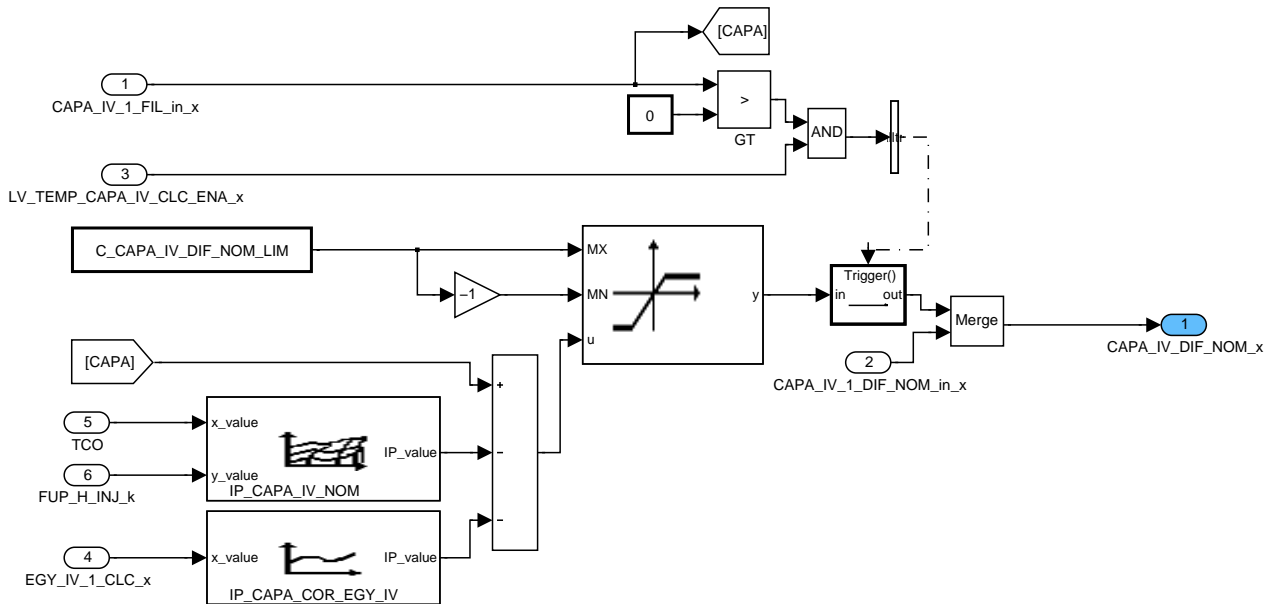 [CAPA]
1
CAPA_IV_1_FIL_in_x
0
>
GT
AND
3
LV_TEMP_CAPA_IV_CLC_ENA_x
C_CAPA_IV_DIF_NOM_LIM
MX
–1
MN
y
u
Trigger()
in
out
Merge
1
CAPA_IV_DIF_NOM_x
2
CAPA_IV_1_DIF_NOM_in_x
[CAPA]
+
5
TCO
x_value
IP_value
–
6
FUP_H_INJ_k
y_value
IP_CAPA_IV_NOM
–
4
EGY_IV_1_CLC_x
x_value
IP_value
IP_CAPA_COR_EGY_IV